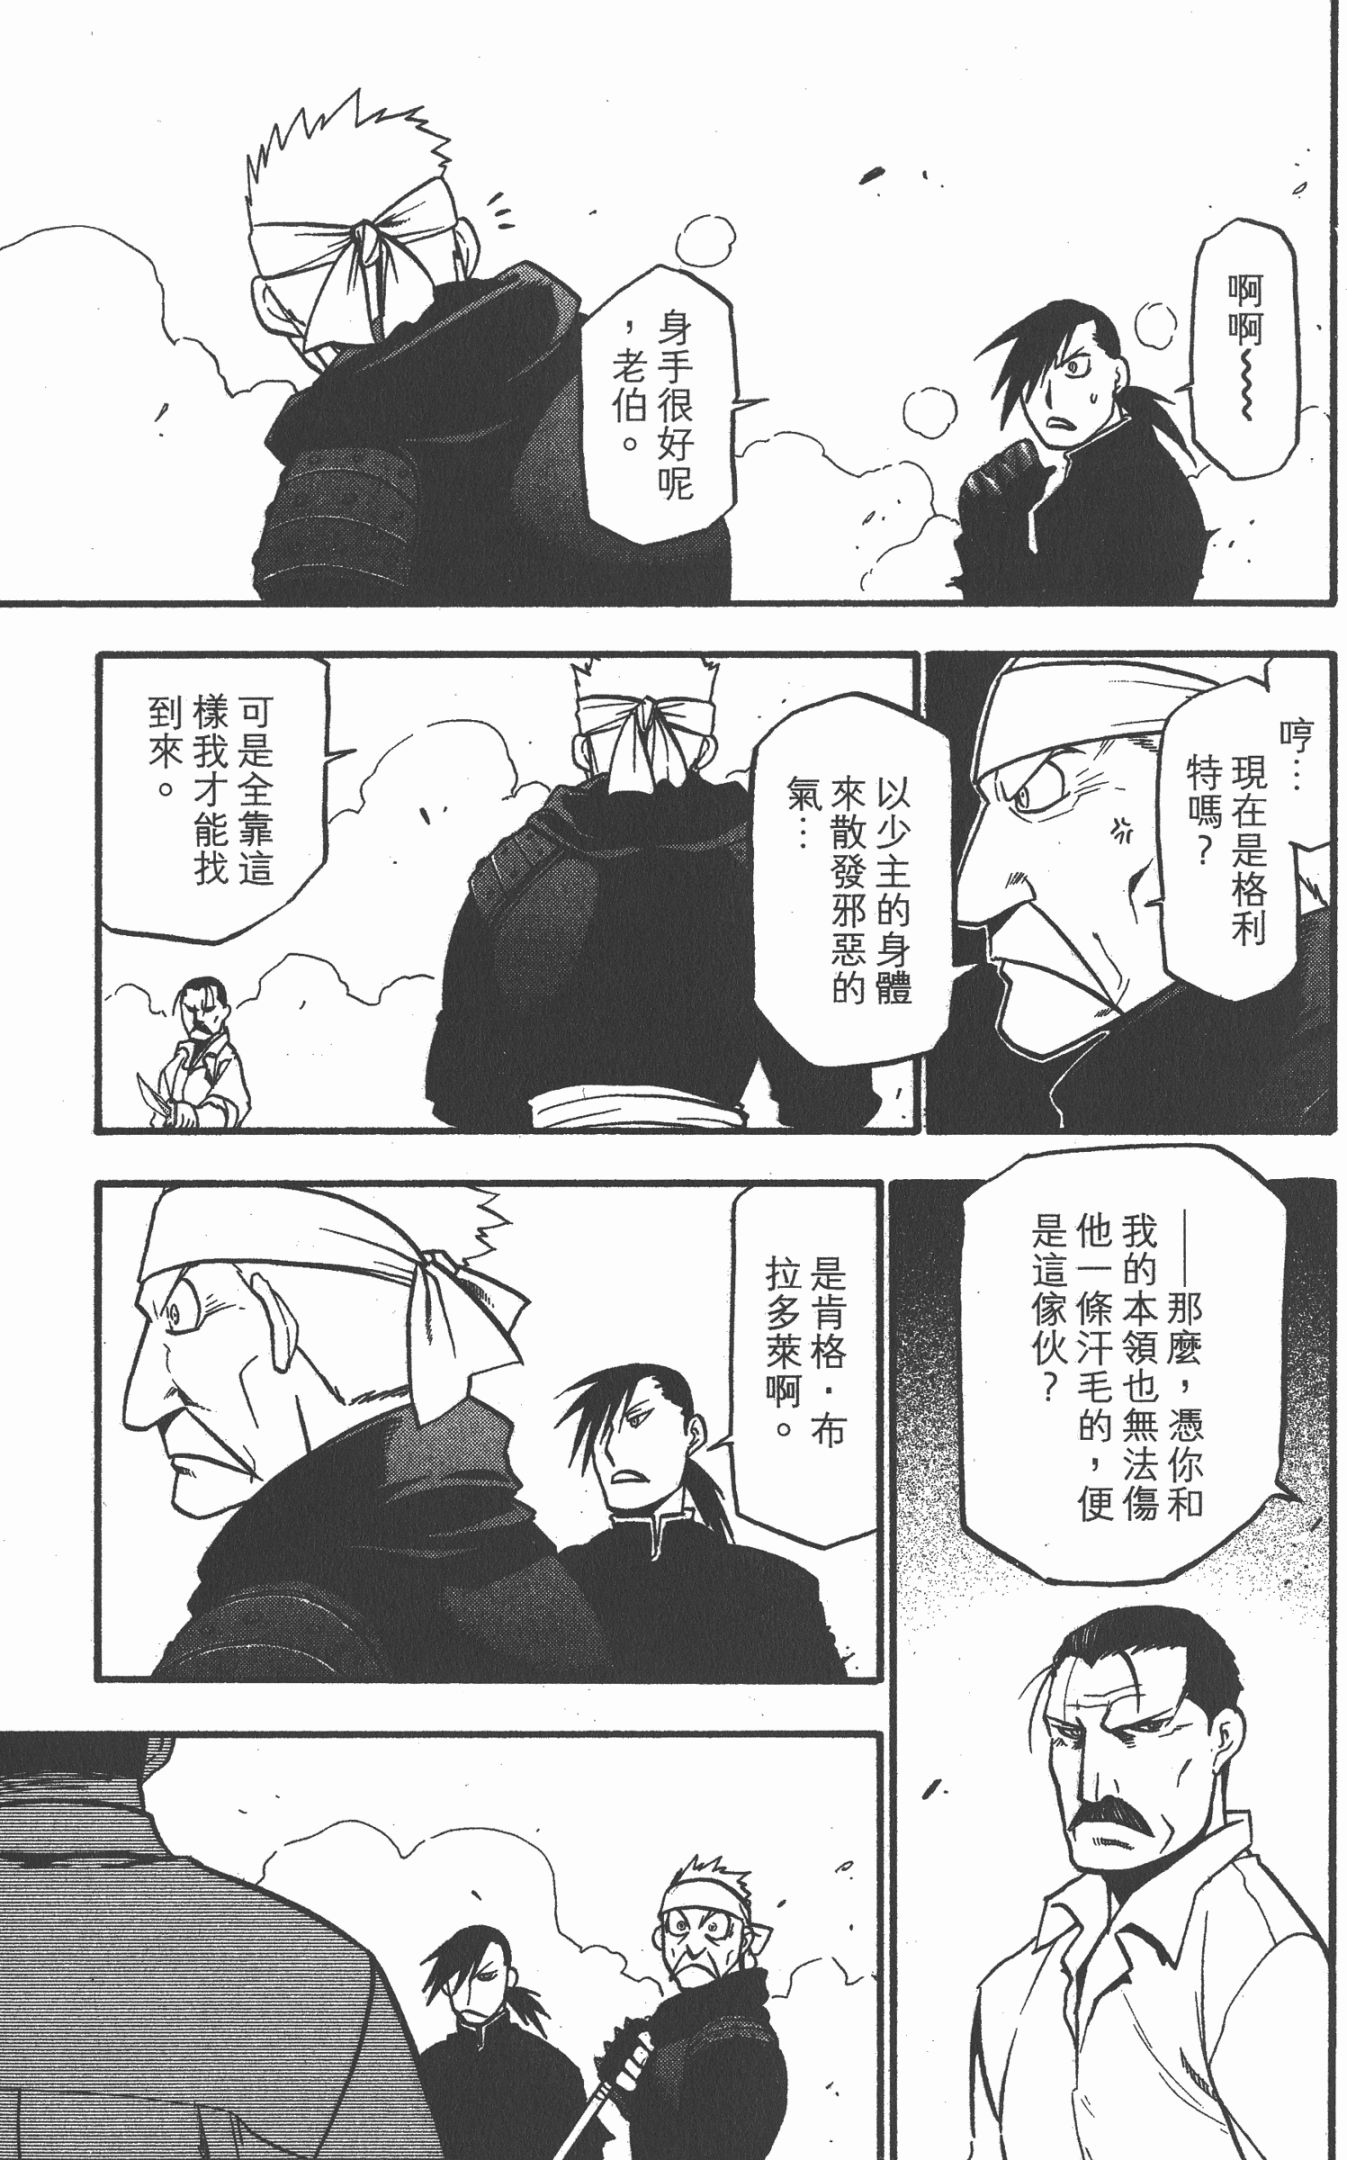 啊啊~~~~
身手很好呢
，老伯。
哼…
現在是格利
特嗎？
以少主的身體
來散發邪惡的
氣…
可是全靠這
樣我才能找
到來。
──那麼，憑你和
我的本領也無法傷
他一條汗毛的，便
是這傢伙？
是肯格．布
拉多萊啊。